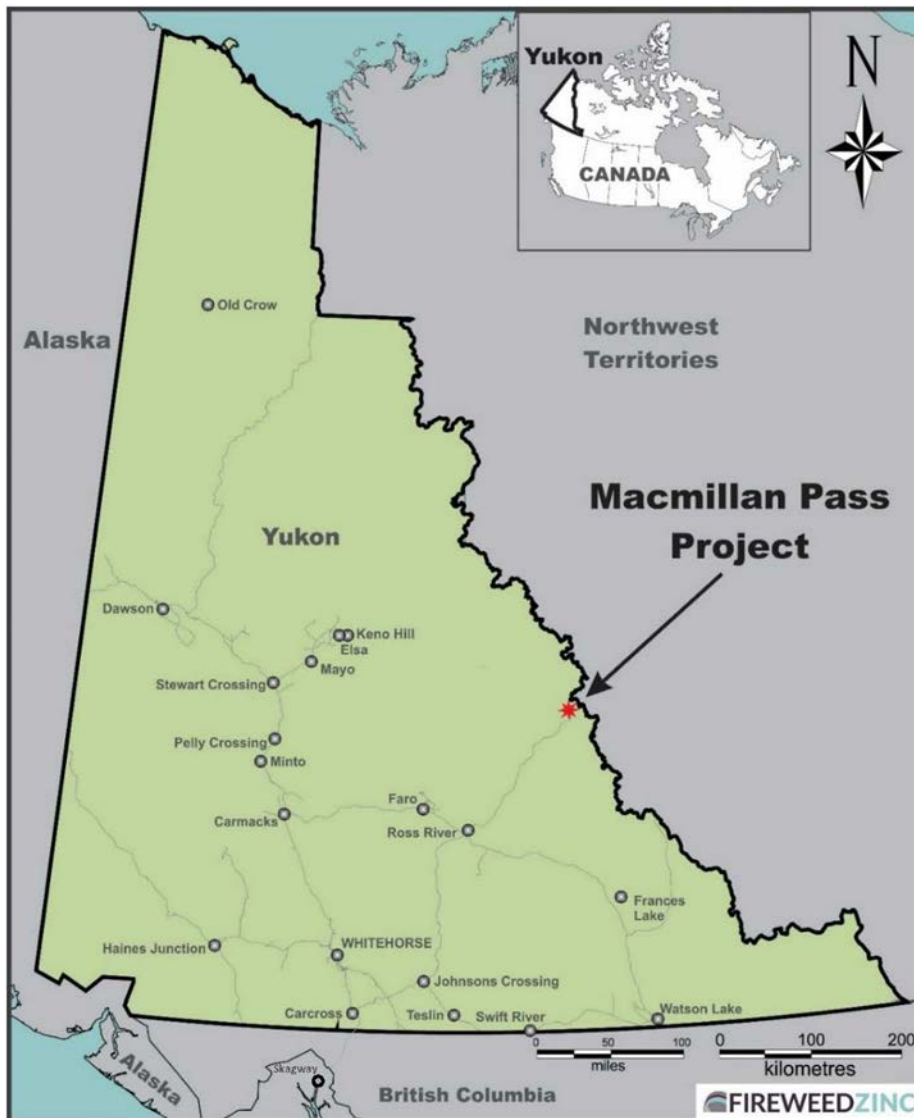 Yukon
N
CANADA
Old Crow
Alaska
Northwest
Territories
Macmillan Pass
Project
Yukon
Dawson
Keno Hill
Elsa
Mayo
Stewart Crossing
Pelly Crossing
Minto
Faro
Carmacks
Ross River
Frances
Lake
Haines Junction
WHITEHORSE
Johnsons Crossing
Carcross
Teslin
Swift River
Watson Lake
0 50 100
miles
0 100 200
kilometres
Skagway
Alaska
British Columbia
FIREWEEDZINC